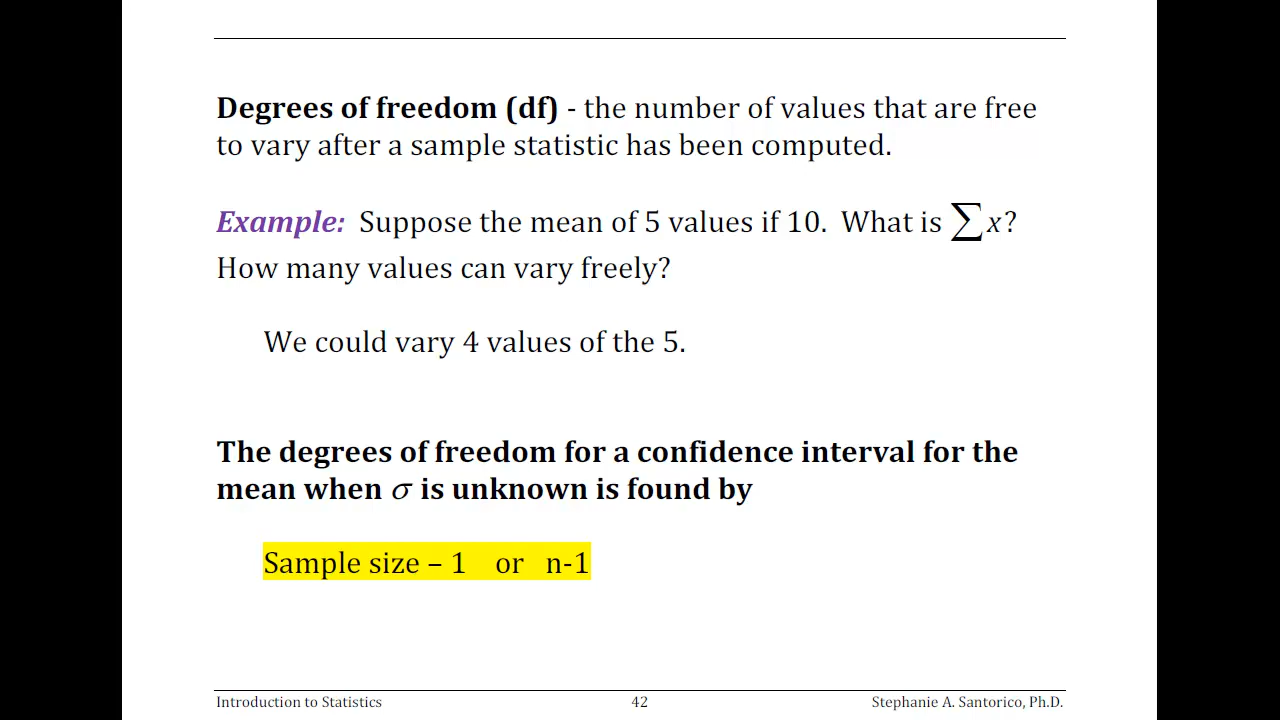 Degrees of freedom (df) - the number of values that are free
to vary after a sample statistic has been computed.
Example: Suppose the mean of 5 values if 10. What is ∑x?
How many values can vary freely?
We could vary 4 values of the 5.
The degrees of freedom for a confidence interval for the
mean when σ is unknown is found by
Sample size – 1 or n-1
Introduction to Statistics 42 Stephanie A. Santorico, Ph.D.